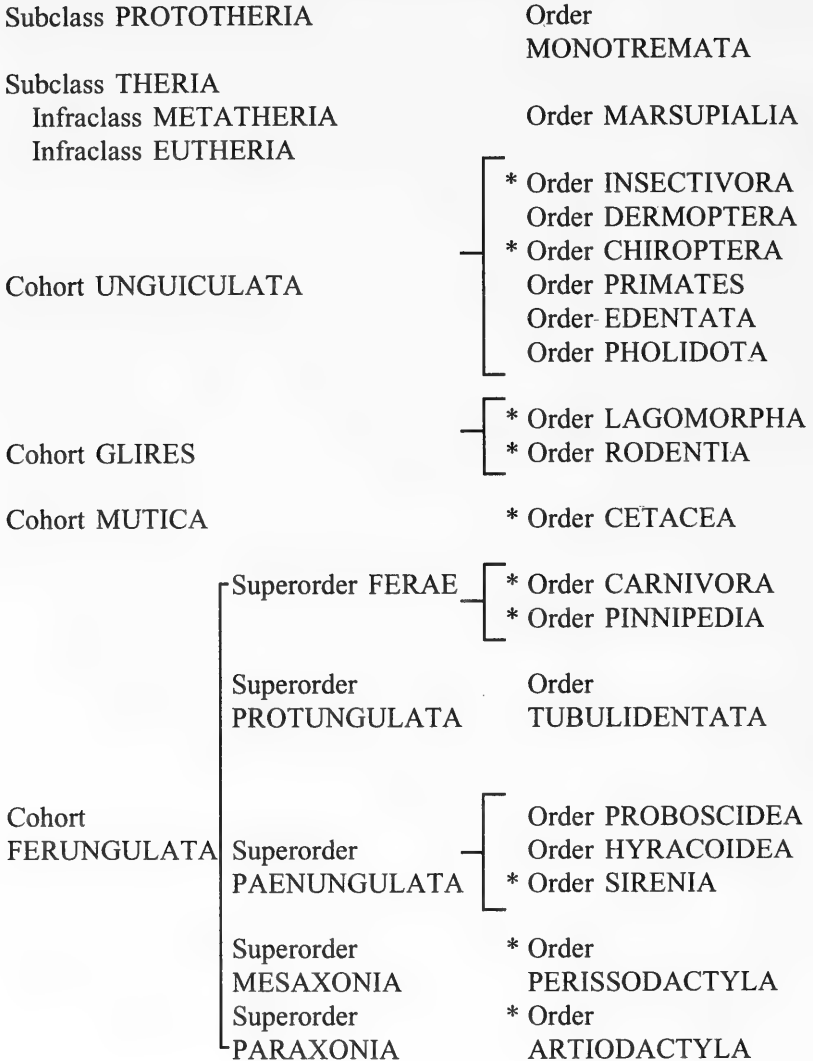 Subclass PROTOTHERIA Order
MONOTREMATA
Subclass THERIA
Infraclass METATHERIA Order MARSUPIALIA
Infraclass EUTHERIA
* Order INSECTIVORA
Order DERMOPTERA
* Order CHIROPTERA
Cohort UNGUICULATA Order PRIMATES
Order EDENTATA
Order PHOLIDOTA
* Order LAGOMORPHA
Cohort GLIRES * Order RODENTIA
Cohort MUTICA * Order CETACEA
Superorder FERAE * Order CARNIVORA
* Order PINNIPEDIA
Superorder Order
PROTUNGULATA TUBULIDENTATA
Cohort Order PROBOSCIDEA
FERUNGULATA Superorder Order HYRACOIDEA
PAENUNGULATA * Order SIRENIA
Superorder * Order
MESAXONIA PERISSODACTYLA
Superorder * Order
PARAXONIA ARTIODACTYLA